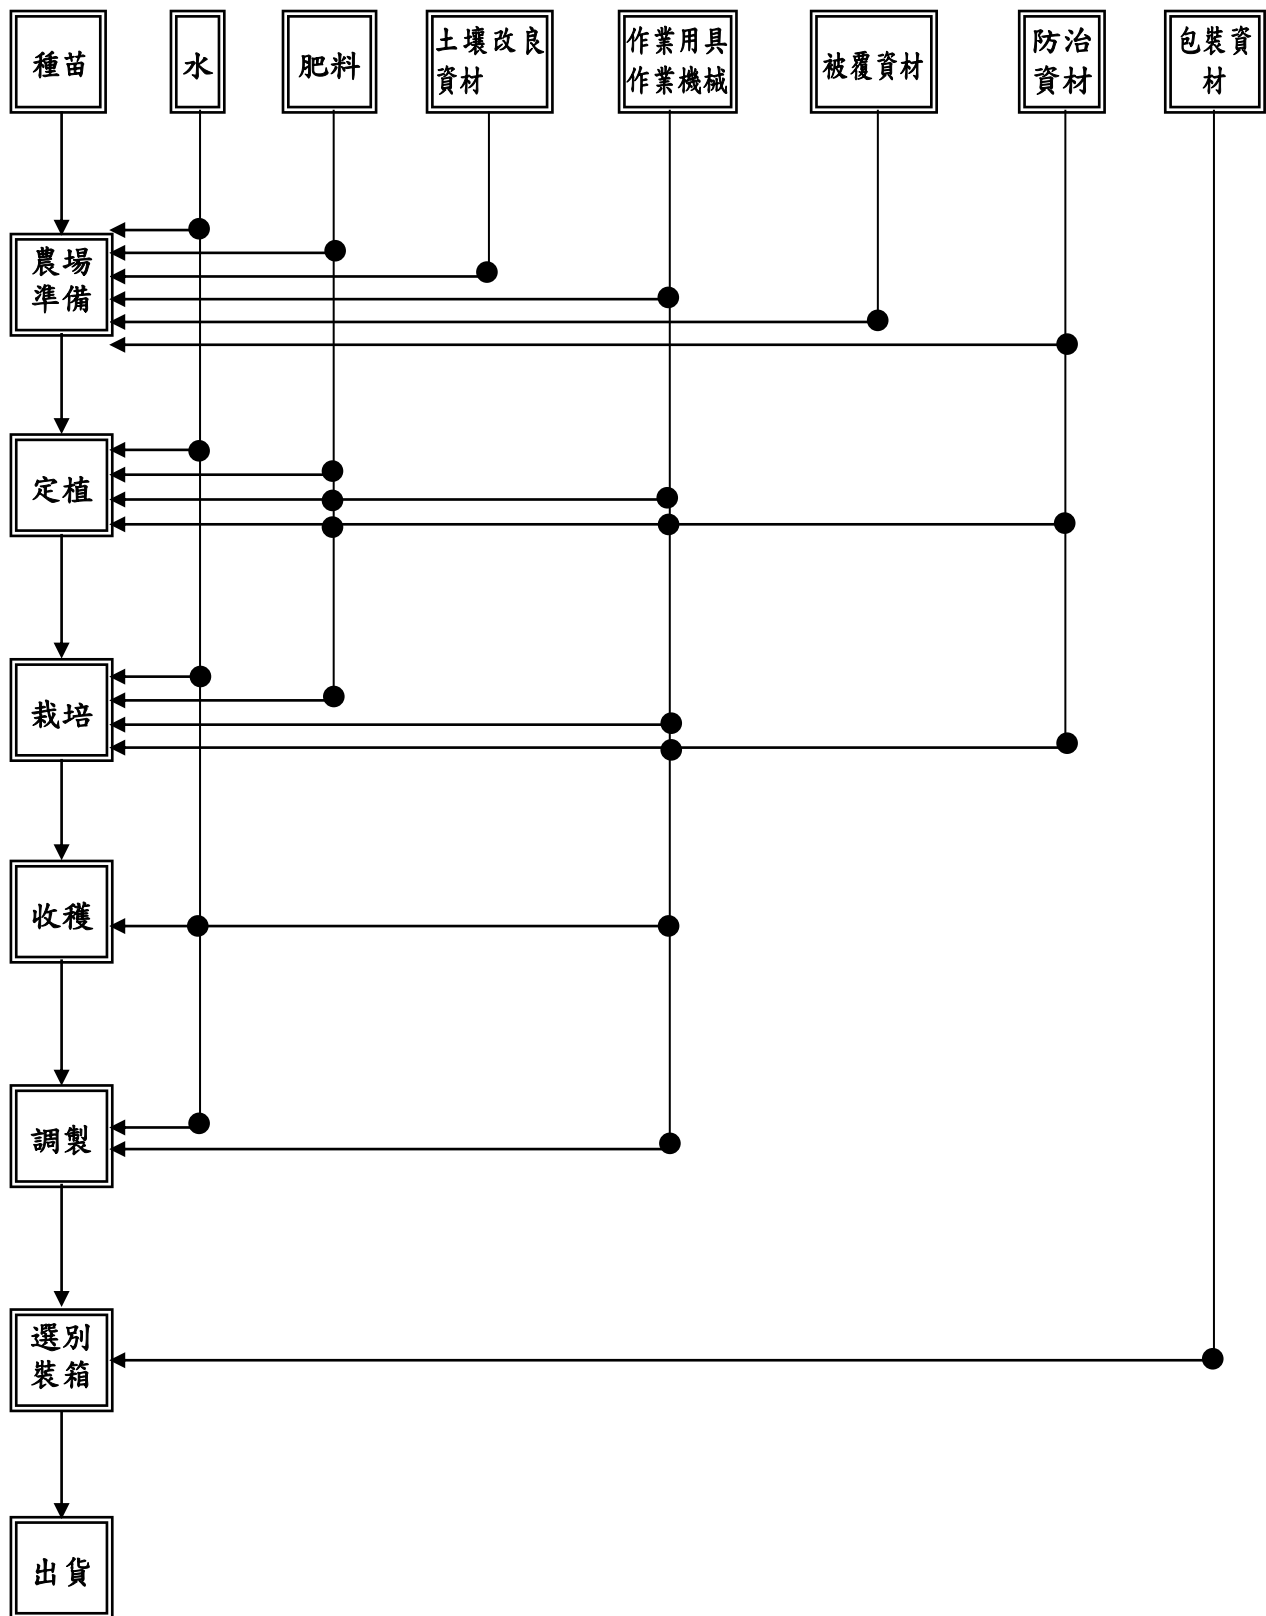 種苗
水
肥料
土壤改良
資材
作業用具
作業機械
被覆資材
防治
資材
包裝資
材
農場
準備
定植
栽培
收穫
調製
選別
裝箱
出貨